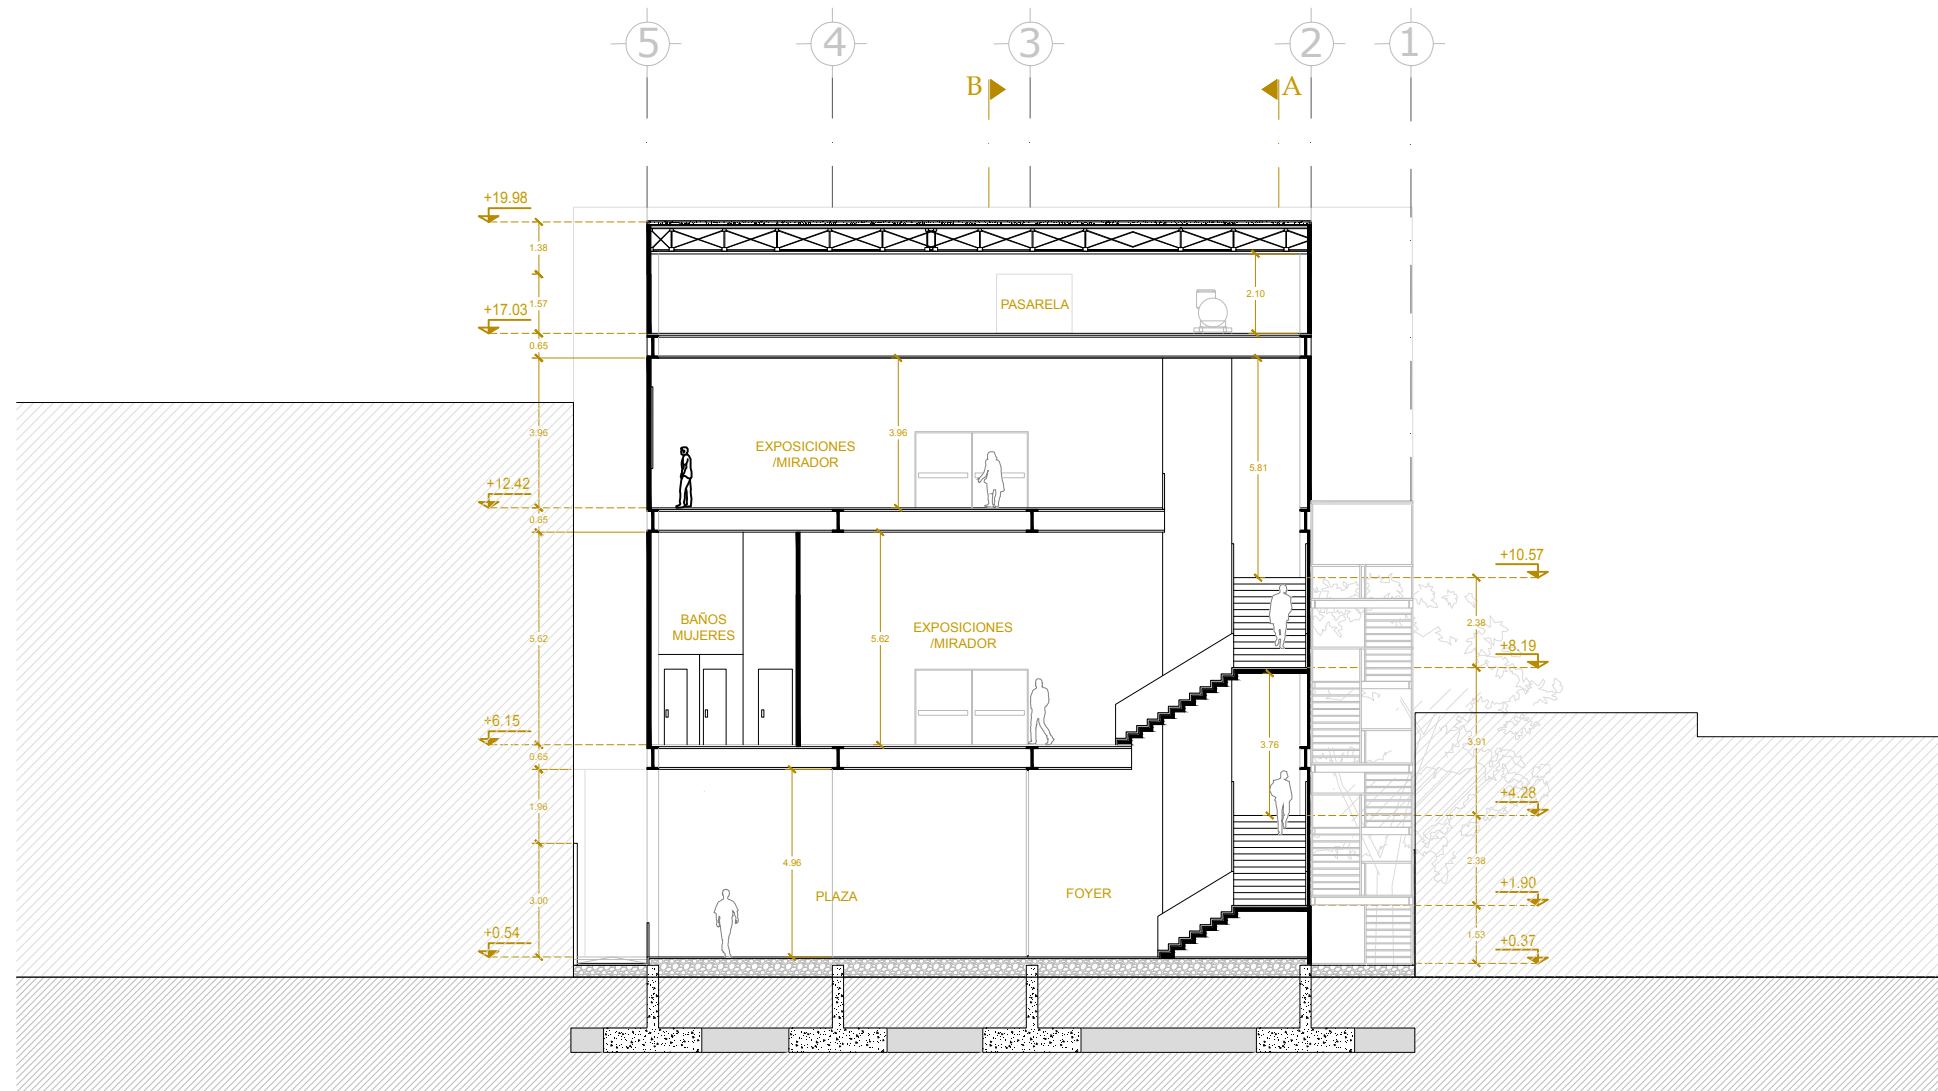 5 4 3 2 1
B A
+19.98
1.38
+17.03
1.57
2.10
PASARELA
0.65
3.96
3.96
EXPOSICIONES
/MIRADOR
5.81
+12.42
0.65
+10.57
5.62
BAÑOS
MUJERES
5.62
EXPOSICIONES
/MIRADOR
2.38
+8.19
+6.15
0.65
3.76
3.91
1.96
+4.28
4.96
2.38
3.00
PLAZA
FOYER
+1.90
+0.54
1.53
+0.37